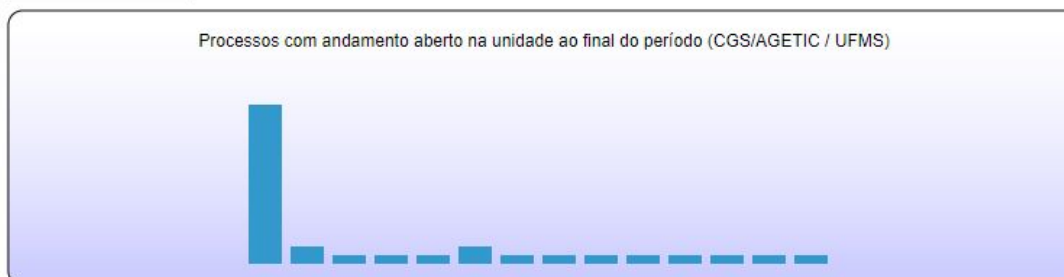 Processos com andamento aberto na unidade ao final do período (CGS/AGETIC / UFMS)